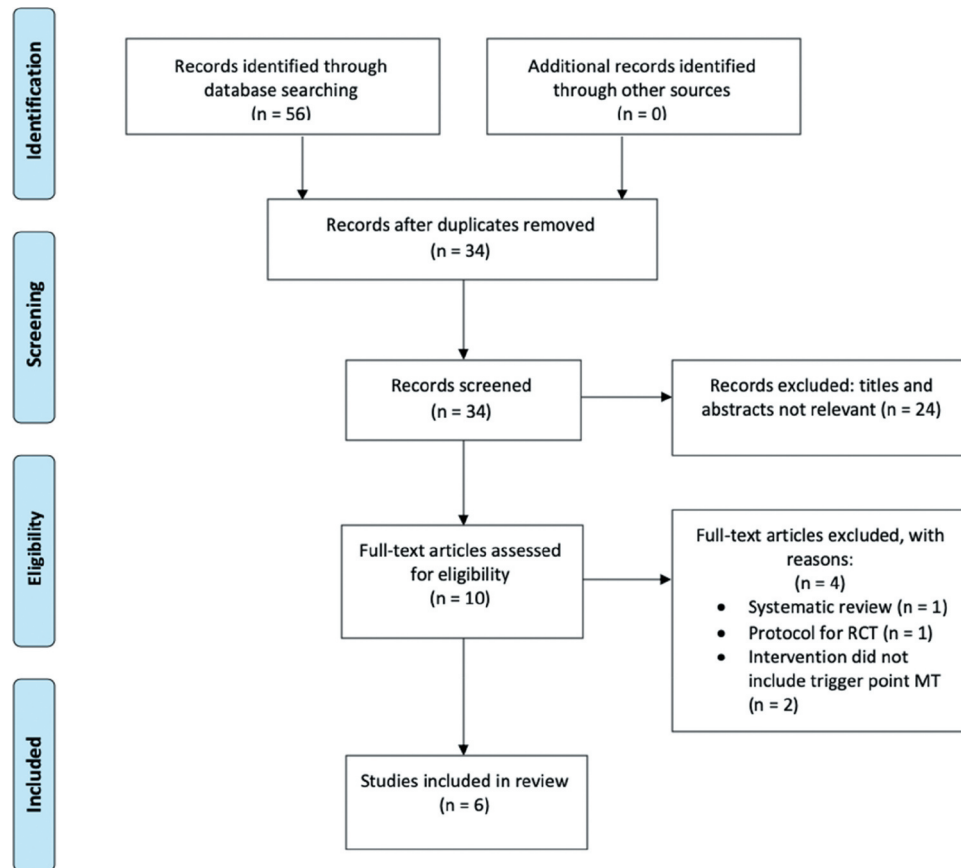 Identification
Records identified through
database searching
(n = 56)
Additional records identified
through other sources
(n = 0)
Records after duplicates removed
(n = 34)
Screening
Records screened
(n = 34)
Records excluded: titles and
abstracts not relevant (n = 24)
Eligibility
Full-text articles assessed
for eligibility
(n = 10)
Full-text articles excluded, with
reasons:
(n = 4)
• Systematic review (n = 1)
• Protocol for RCT (n = 1)
• Intervention did not
include trigger point MT
(n = 2)
Included
Studies included in review
(n = 6)